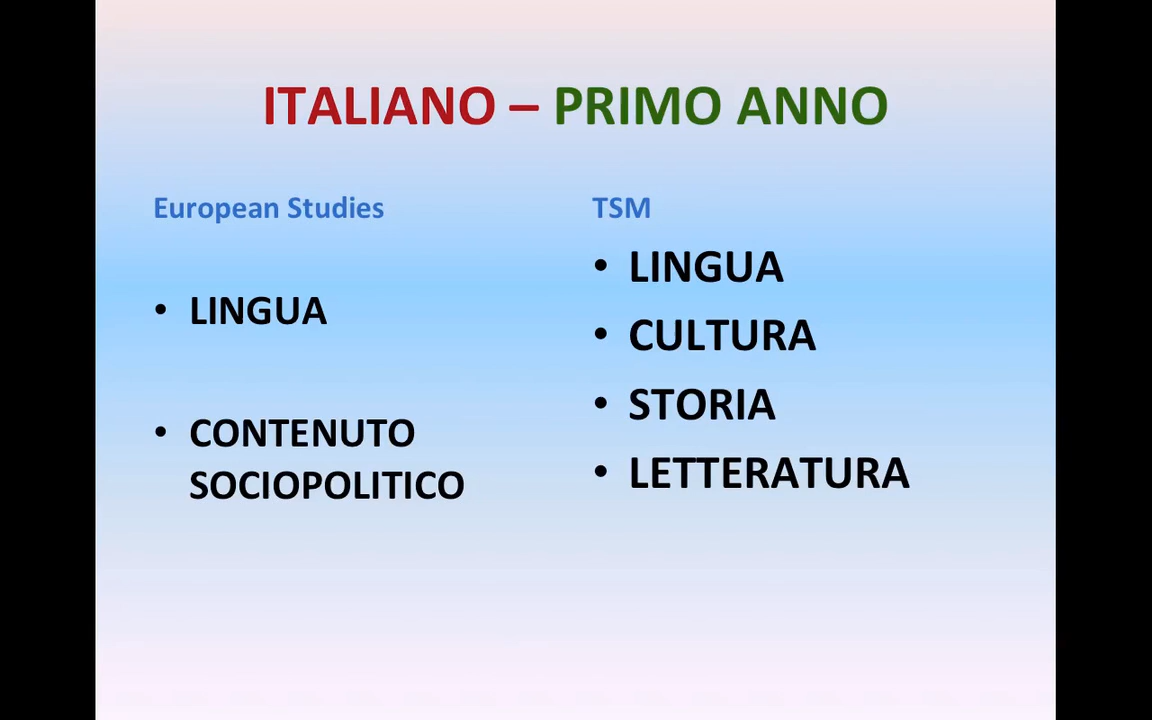 ITALIANO – PRIMO ANNO
European Studies
• LINGUA
• CONTENUTO
SOCIOPOLITICO
TSM
• LINGUA
• CULTURA
• STORIA
• LETTERATURA